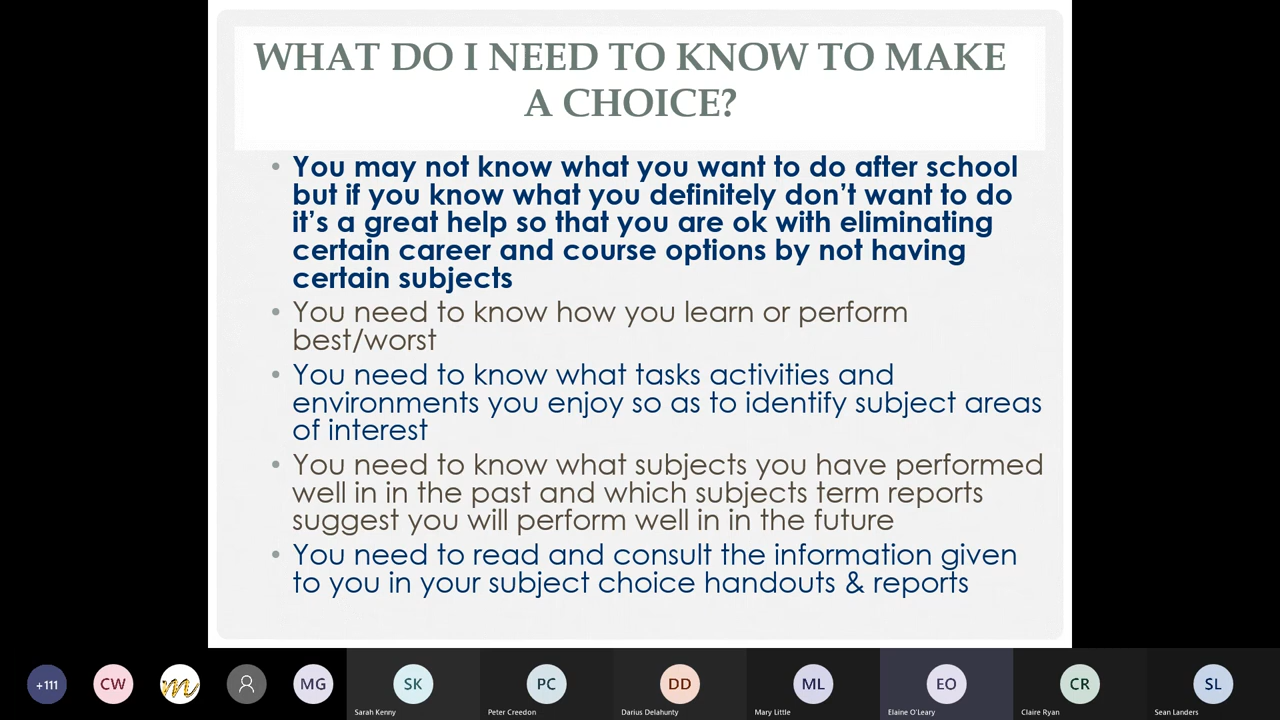 WHAT DO I NEED TO KNOW TO MAKE
A CHOICE?
• You may not know what you want to do after school
but if you know what you definitely don't want to do
it's a great help so that you are ok with eliminating
certain career and course options by not having
certain subjects
• You need to know how you learn or perform
best/worst
• You need to know what tasks activities and
environments you enjoy so as to identify subject areas
of interest
• You need to know what subjects you have performed
well in in the past and which subjects term reports
suggest you will perform well in in the future
• You need to read and consult the information given
to you in your subject choice handouts & reports
+111 CW m MG SK PC DD ML EO CR SL
Sarah Kenny Peter Creedon Darius Delahunty Mary Little Elaine O'Leary Claire Ryan Sean Landers